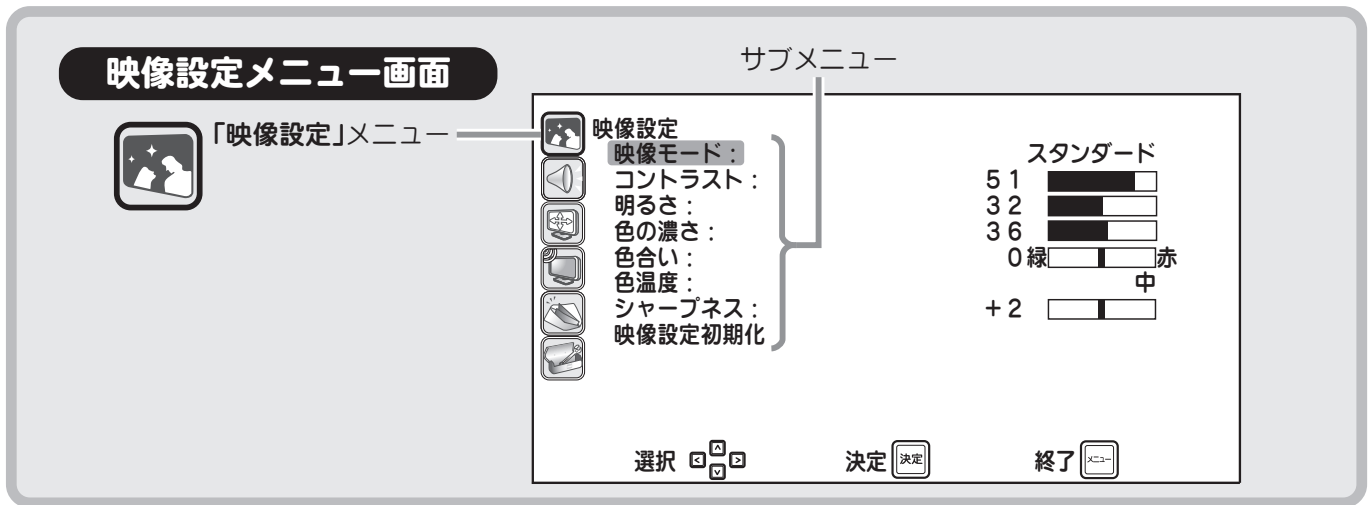 映像設定メニュー画面
サブメニュー
「映像設定」メニュー
映像設定
映像モード： スタンダード
コントラスト： 51
明るさ： 32
色の濃さ： 36
色合い： 0 緑 赤
色温度： 中
シャープネス： +2
映像設定初期化
選択 決定 決定 終了 メニュー